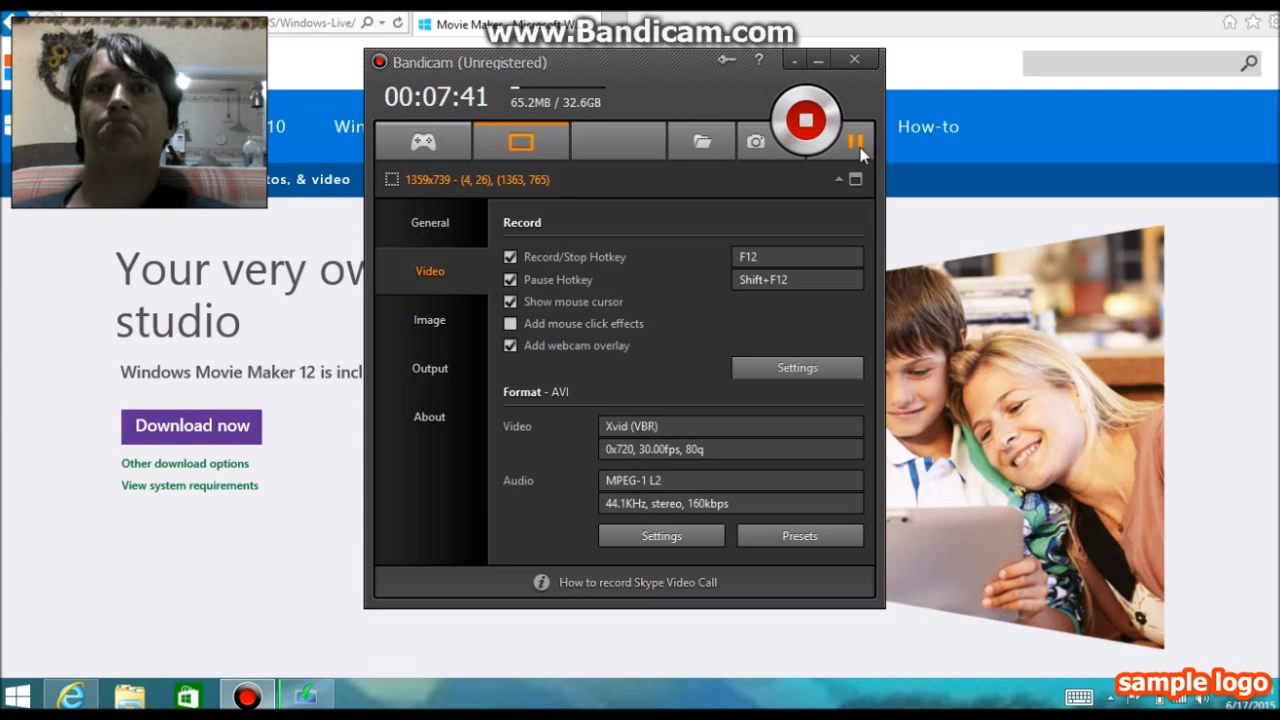 S/Windows-Live/
Movie Maker - Microsoft W
www.Bandicam.com
Bandicam (Unregistered)
00:07:41
65.2MB / 32.6GB
10
Win
How-to
tos, & video
1359x739 - (4, 26), (1363, 765)
General
Video
Image
Output
About
Record
Record/Stop Hotkey
F12
Pause Hotkey
Shift+F12
Show mouse cursor
Add mouse click effects
Add webcam overlay
Settings
Format - AVI
Video
Xvid (VBR)
0x720, 30.00fps, 80q
Audio
MPEG-1 L2
44.1KHz, stereo, 160kbps
Settings
Presets
How to record Skype Video Call
Your very ow
studio
Windows Movie Maker 12 is incl
Download now
Other download options
View system requirements
sample logo
6/17/2015